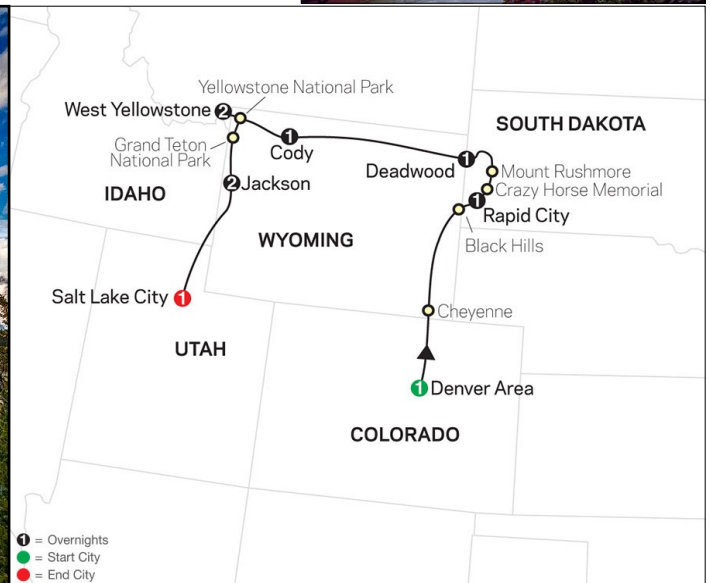 Yellowstone National Park
West Yellowstone 2
SOUTH DAKOTA
Grand Teton
National Park
1
Cody
Deadwood 1
Mount Rushmore
Crazy Horse Memorial
IDAHO
2 Jackson
1
Rapid City
WYOMING
Black Hills
Salt Lake City 1
Cheyenne
UTAH
1 Denver Area
COLORADO
1 = Overnights
= Start City
= End City